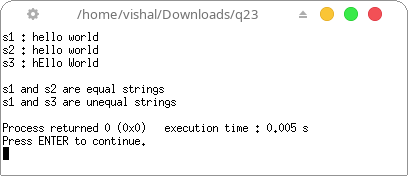 /home/vishal/Downloads/q23
s1 : hello world
s2 : hello world
s3 : hEllo World
s1 and s2 are equal strings
s1 and s3 are unequal strings
Process returned 0 (0x0)   execution time : 0.005 s
Press ENTER to continue.